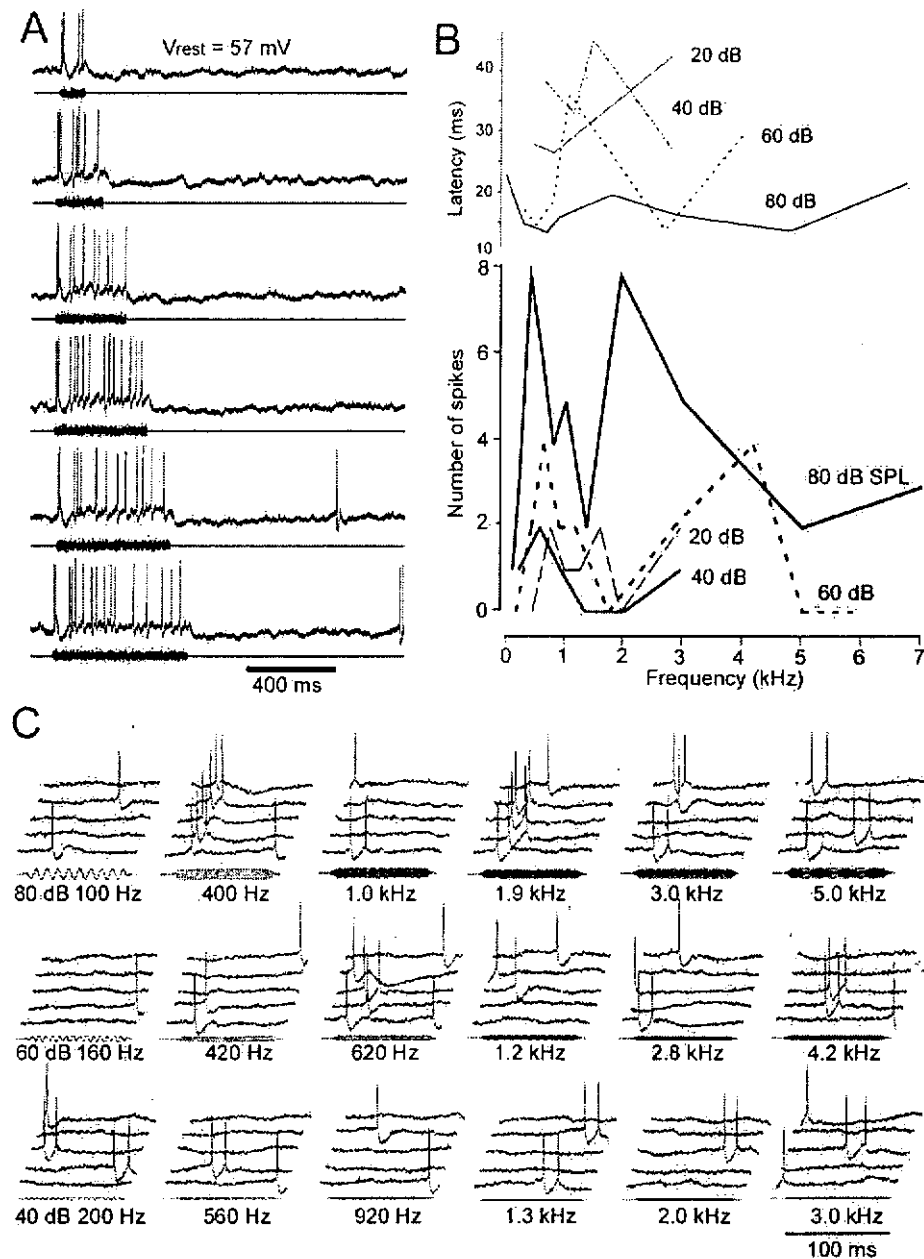 A
Vrest = 57 mV
400 ms
B
Latency (ms)
40
30
20
10
20 dB
40 dB
60 dB
80 dB
Number of spikes
8
6
4
2
0
80 dB SPL
20 dB
40 dB
60 dB
0 1 2 3 4 5 6 7
Frequency (kHz)
C
80 dB 100 Hz 400 Hz 1.0 kHz 1.9 kHz 3.0 kHz 5.0 kHz
60 dB 160 Hz 420 Hz 620 Hz 1.2 kHz 2.8 kHz 4.2 kHz
40 dB 200 Hz 560 Hz 920 Hz 1.3 kHz 2.0 kHz 3.0 kHz
100 ms